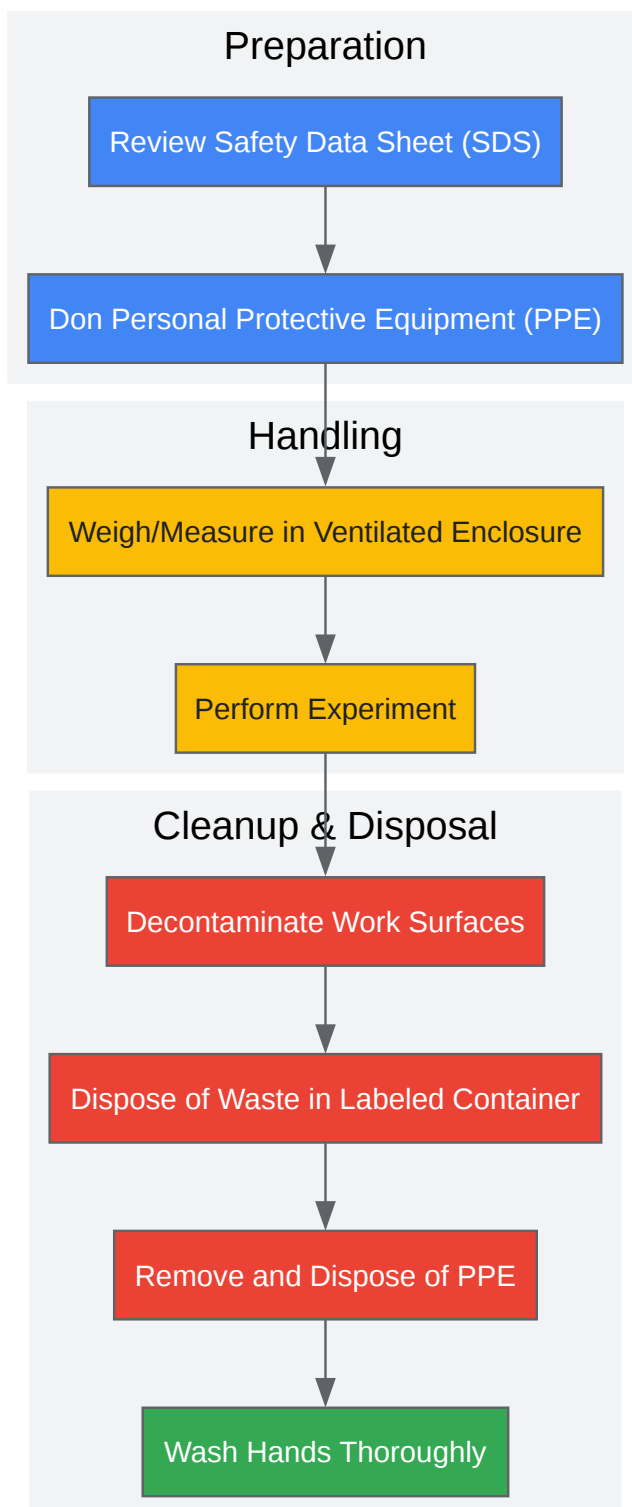 Preparation
Review Safety Data Sheet (SDS)
Don Personal Protective Equipment (PPE)
Handling
Weigh/Measure in Ventilated Enclosure
Perform Experiment
Cleanup & Disposal
Decontaminate Work Surfaces
Dispose of Waste in Labeled Container
Remove and Dispose of PPE
Wash Hands Thoroughly